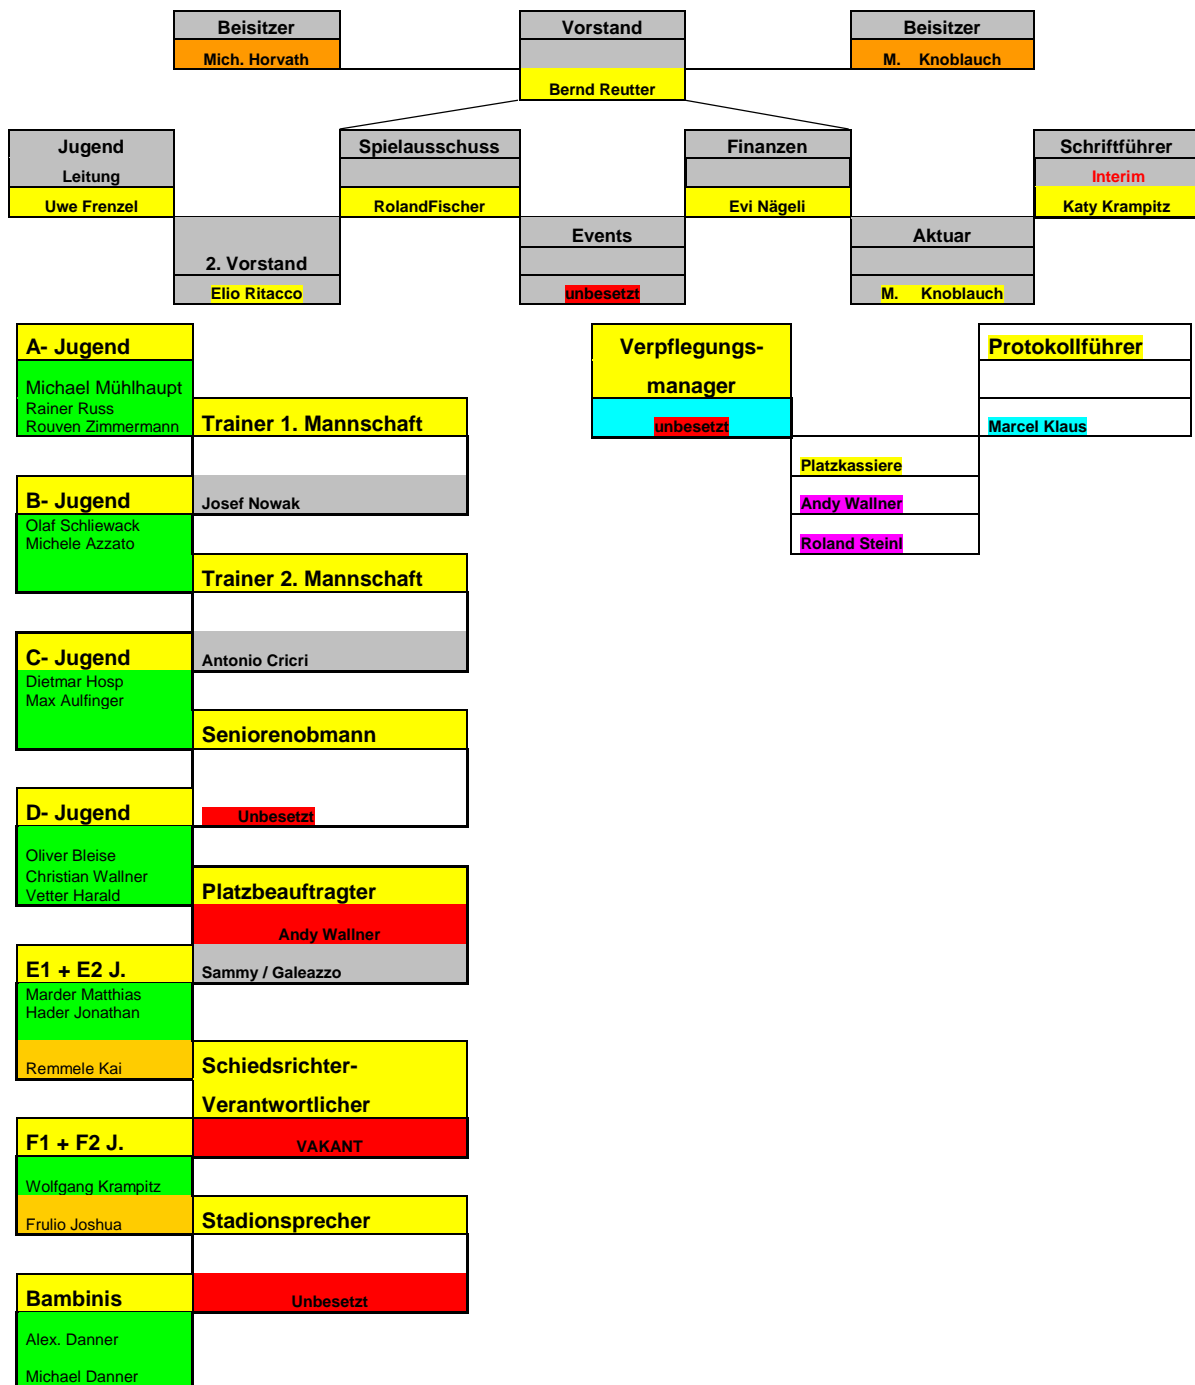 Beisitzer Vorstand Beisitzer
Mich. Horvath M. Knoblauch
Bernd Reutter
Jugend Spielausschuss Finanzen Schriftführer
Leitung Interim
Uwe Frenzel RolandFischer Evi Nägeli Katy Krampitz
Events Aktuar
2. Vorstand
Elio Ritacco unbesetzt M. Knoblauch
A- Jugend
Michael Mühlhaupt
Rainer Russ
Rouven Zimmermann
B- Jugend
Olaf Schliewack
Michele Azzato
C- Jugend
Dietmar Hosp
Max Aulfinger
D- Jugend
Oliver Bleise
Christian Wallner
Vetter Harald
E1 + E2 J.
Marder Matthias
Hader Jonathan
Remmele Kai
F1 + F2 J.
Wolfgang Krampitz
Frulio Joshua
Bambinis
Alex. Danner
Michael Danner
Trainer 1. Mannschaft
Josef Nowak
Trainer 2. Mannschaft
Antonio Cricri
Seniorenobmann
Unbesetzt
Platzbeauftragter
Andy Wallner
Sammy / Galeazzo
Schiedsrichter-
Verantwortlicher
VAKANT
Stadionsprecher
Unbesetzt
Verpflegungs-
manager
unbesetzt
Platzkassiere
Andy Wallner
Roland Steinl
Protokollführer
Marcel Klaus